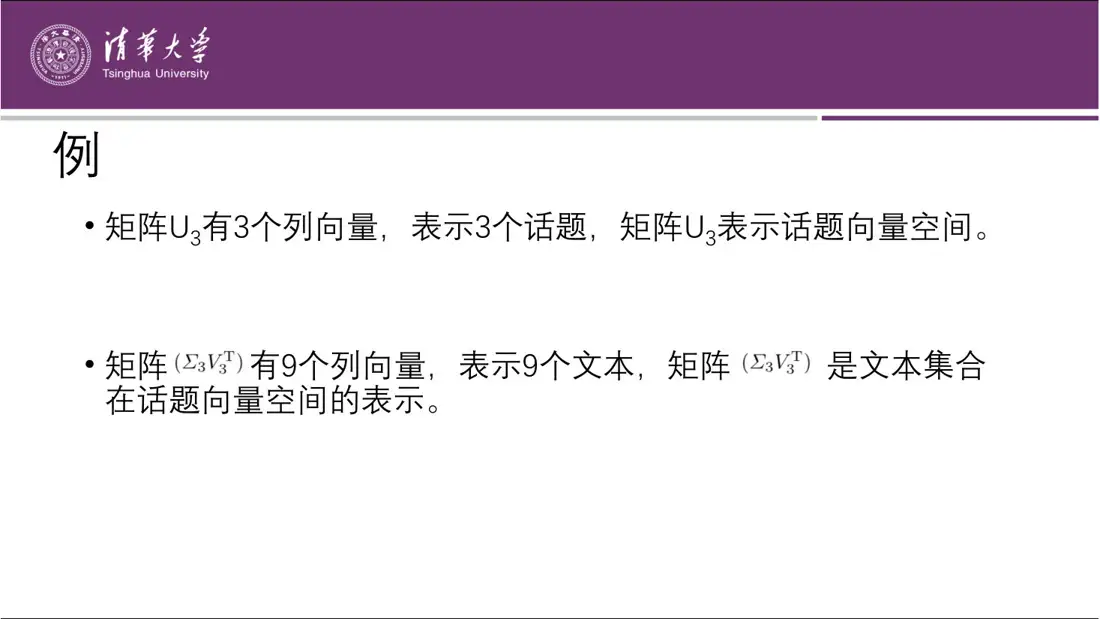 清华大学
Tsinghua University
例
• 矩阵U₃有3个列向量，表示3个话题，矩阵U₃表示话题向量空间。
• 矩阵 (Σ₃V₃ᵀ) 有9个列向量，表示9个文本，矩阵 (Σ₃V₃ᵀ) 是文本集合
在话题向量空间的表示。